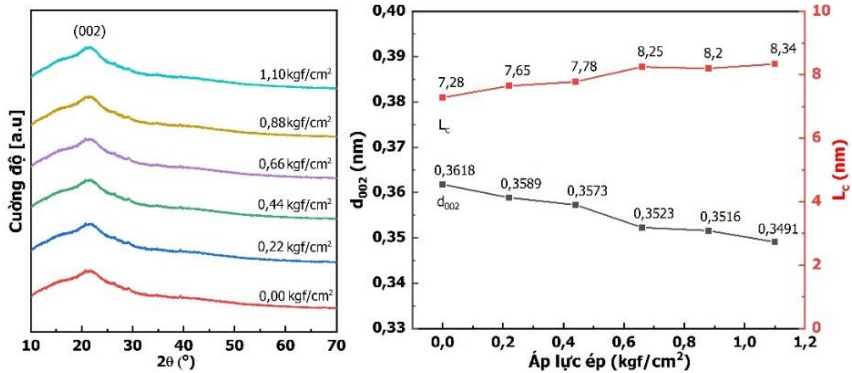 (002)
1,10 kgf/cm²
0,88 kgf/cm²
0,66 kgf/cm²
0,44 kgf/cm²
0,22 kgf/cm²
0,00 kgf/cm²
Cường độ [a.u]
10 20 30 40 50 60 70
2θ (°)
0,40
0,39
0,38
0,37
0,36
0,35
0,34
0,33
d₀₀₂ (nm)
7,28 7,65 7,78 8,25 8,2 8,34
L꜀
0,3618 0,3589 0,3573 0,3523 0,3516 0,3491
d₀₀₂
0,0 0,2 0,4 0,6 0,8 1,0 1,2
Áp lực ép (kgf/cm²)
10
8
6
4
2
0
L꜀ (nm)